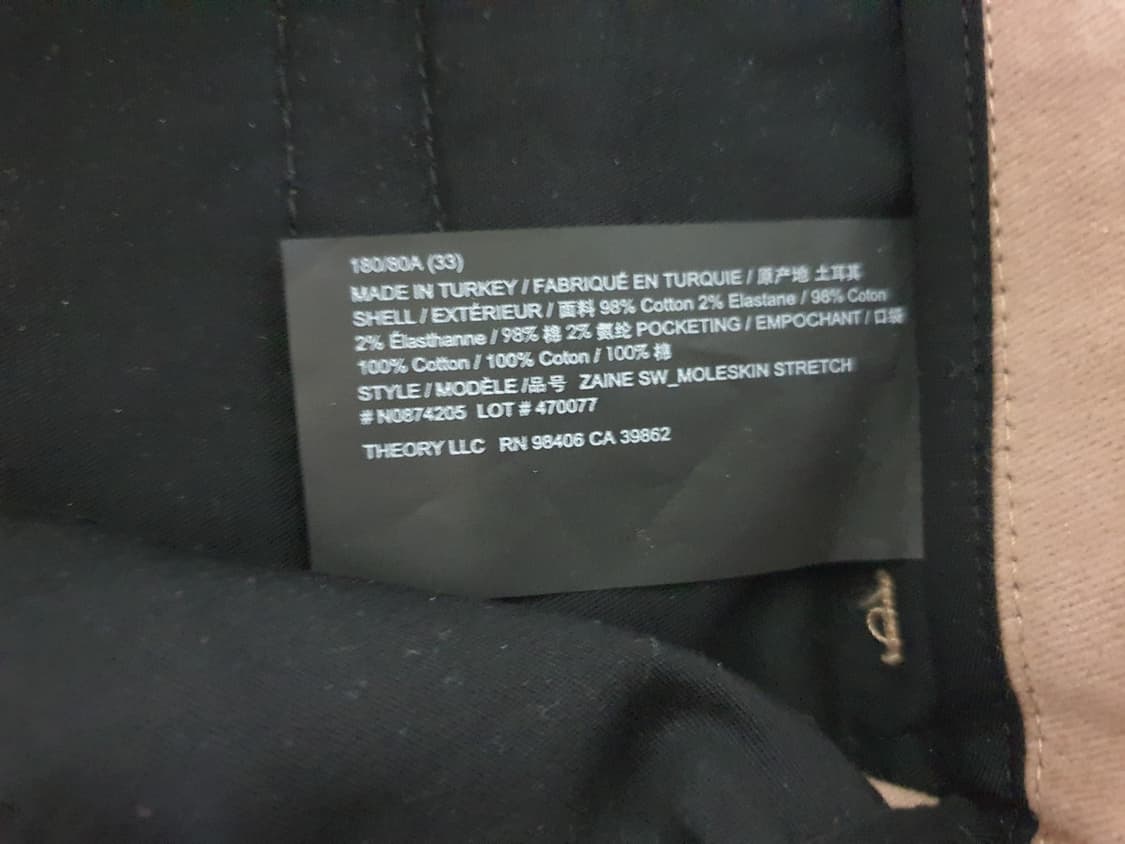 180/80A (33)
MADE IN TURKEY / FABRIQUÉ EN TURQUIE / 原产地 土耳其
SHELL / EXTÉRIEUR / 面料 98% Cotton 2% Elastane / 98% Coton
2% Élasthanne / 98% 棉 2% 氨纶 POCKETING / EMPOCHANT / 口袋
100% Cotton / 100% Coton / 100% 棉
STYLE / MODÈLE /品号 ZAINE SW_MOLESKIN STRETCH
# N0874205 LOT # 470077
THEORY LLC RN 98406 CA 39862